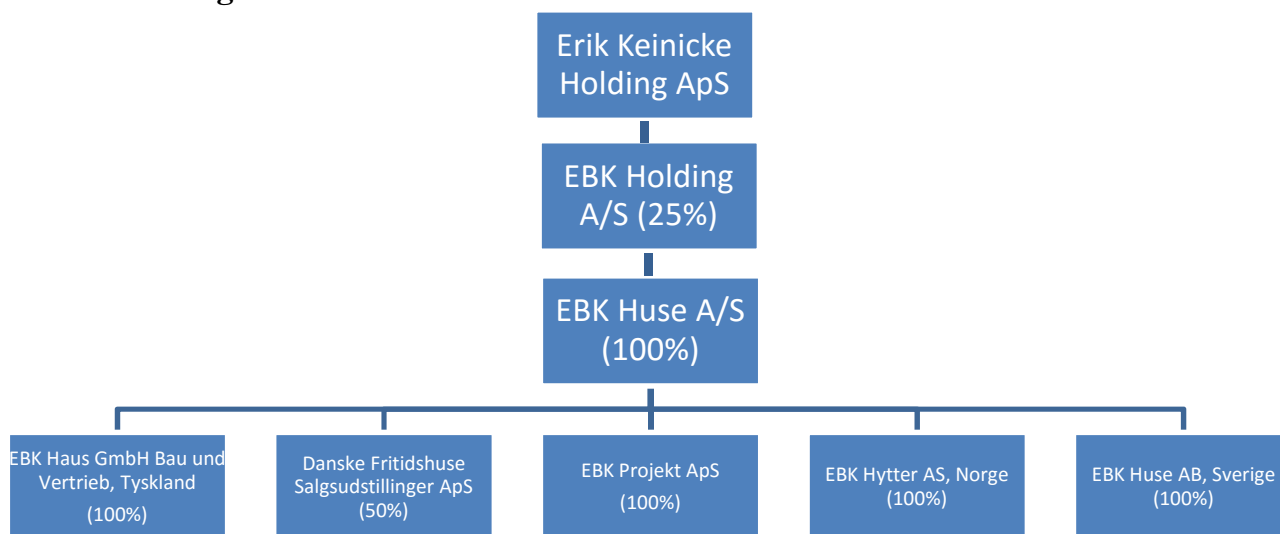 Erik Keinicke
Holding ApS
EBK Holding
A/S (25%)
EBK Huse A/S
(100%)
EBK Haus GmbH Bau und
Vertrieb, Tyskland
(100%)
Danske Fritidshuse
Salgsudstillinger ApS
(50%)
EBK Projekt ApS
(100%)
EBK Hytter AS, Norge
(100%)
EBK Huse AB, Sverige
(100%)